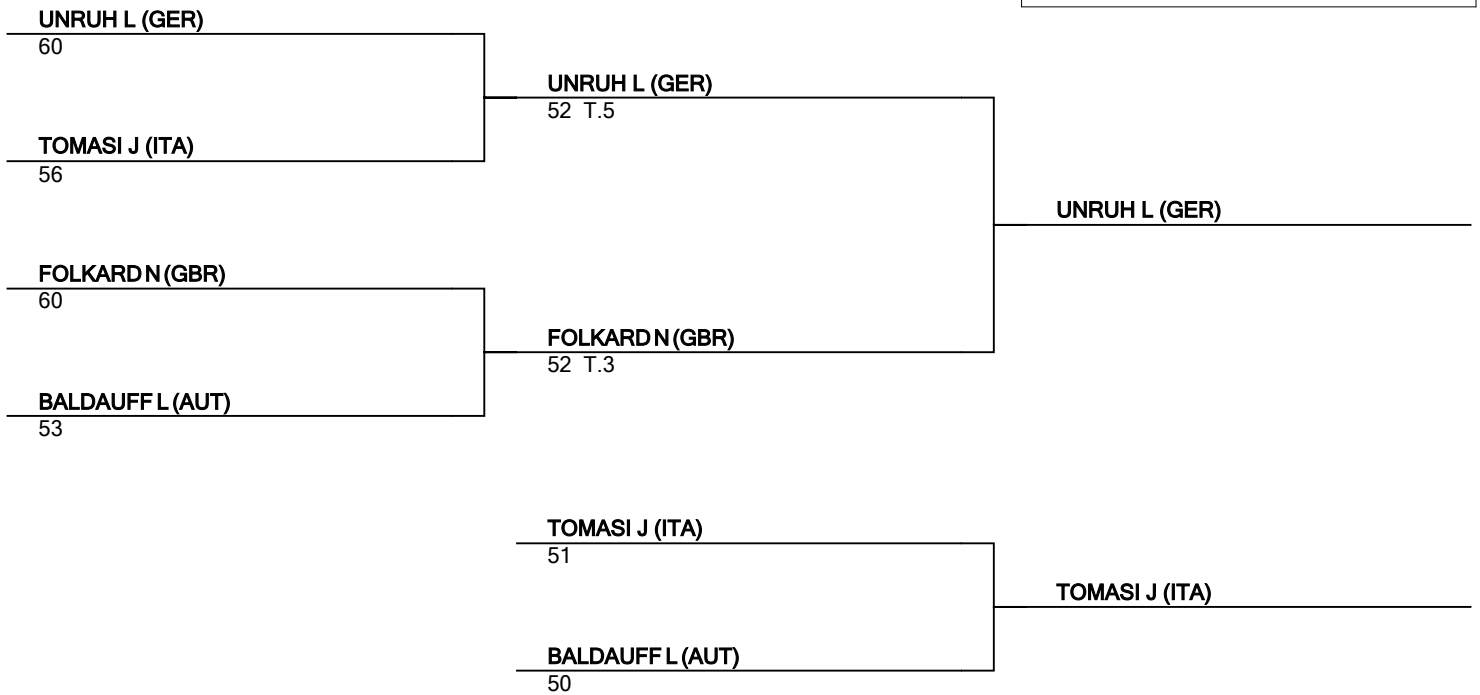 UNRUH L (GER)
60
UNRUH L (GER)
52 T.5
TOMASI J (ITA)
56
UNRUH L (GER)
FOLKARD N (GBR)
60
FOLKARD N (GBR)
52 T.3
BALDAUFF L (AUT)
53
TOMASI J (ITA)
51
TOMASI J (ITA)
BALDAUFF L (AUT)
50